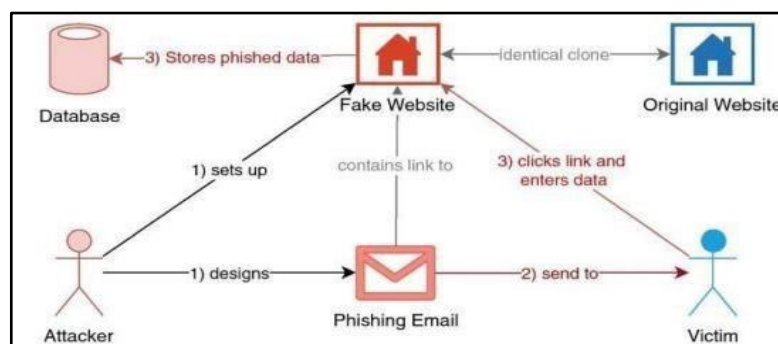 3) Stores phished data
identical clone
Database
Fake Website
Original Website
1) sets up
contains link to
3) clicks link and
enters data
1) designs
2) send to
Attacker
Phishing Email
Victim